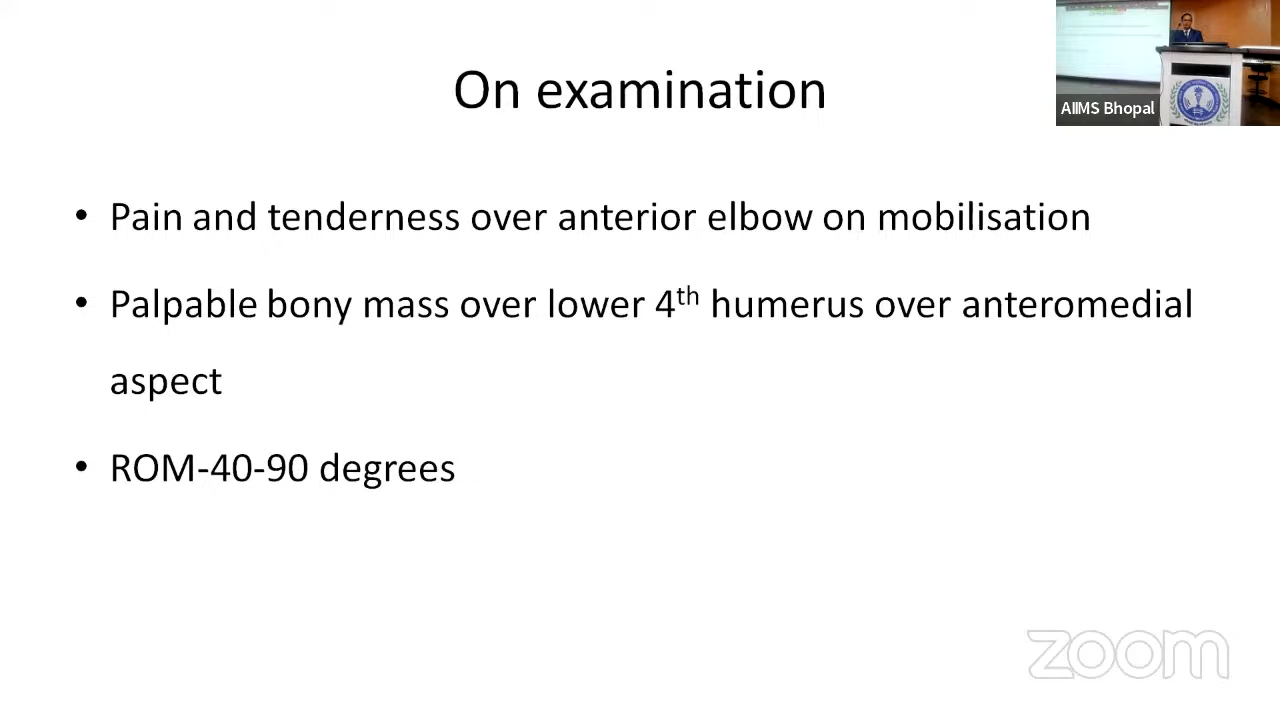 On examination
AIIMS Bhopal
• Pain and tenderness over anterior elbow on mobilisation
• Palpable bony mass over lower 4th humerus over anteromedial
aspect
• ROM-40-90 degrees
zoom